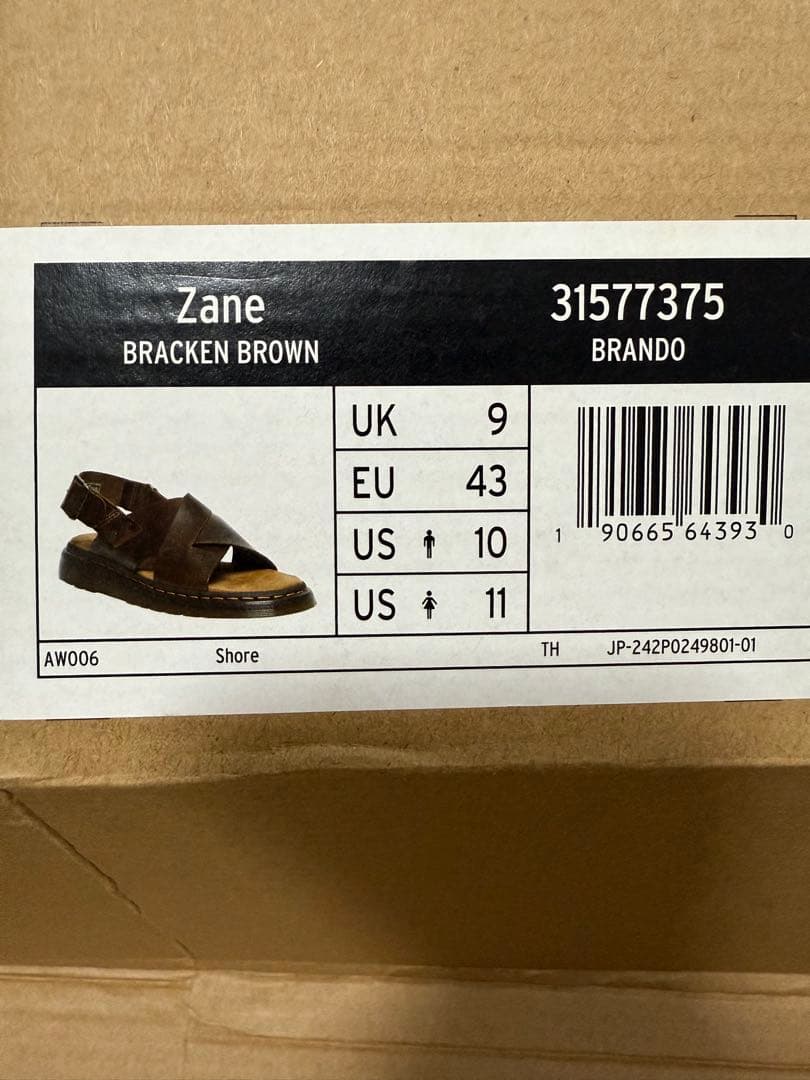 Zane
BRACKEN BROWN
31577375
BRANDO
UK 9
EU 43
US 10
US 11
1 90665 64393 0
AW006 Shore TH JP-242P0249801-01